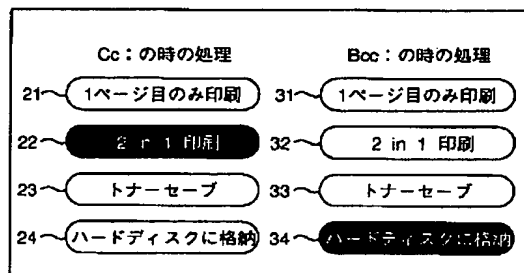 Cc：の時の処理
21 1ページ目のみ印刷
22 2 in 1 印刷
23 トナーセーブ
24 ハードディスクに格納
Bcc：の時の処理
31 1ページ目のみ印刷
32 2 in 1 印刷
33 トナーセーブ
34 ハードディスクに格納